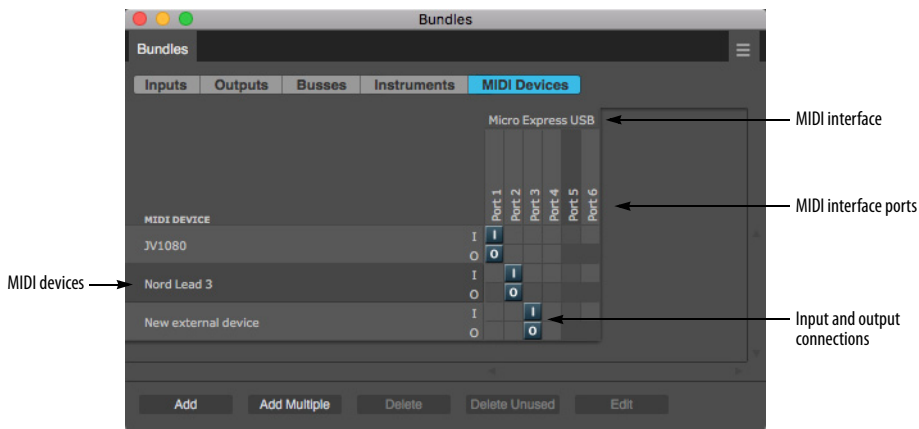 Bundles
Bundles
Inputs Outputs Busses Instruments MIDI Devices
Micro Express USB
MIDI interface
Port 1
Port 2
Port 3
Port 4
Port 5
Port 6
MIDI interface ports
MIDI DEVICE
JV1080
I I
O O
MIDI devices
Nord Lead 3
I I
O O
New external device
I I
O O
Input and output
connections
Add Add Multiple Delete Delete Unused Edit